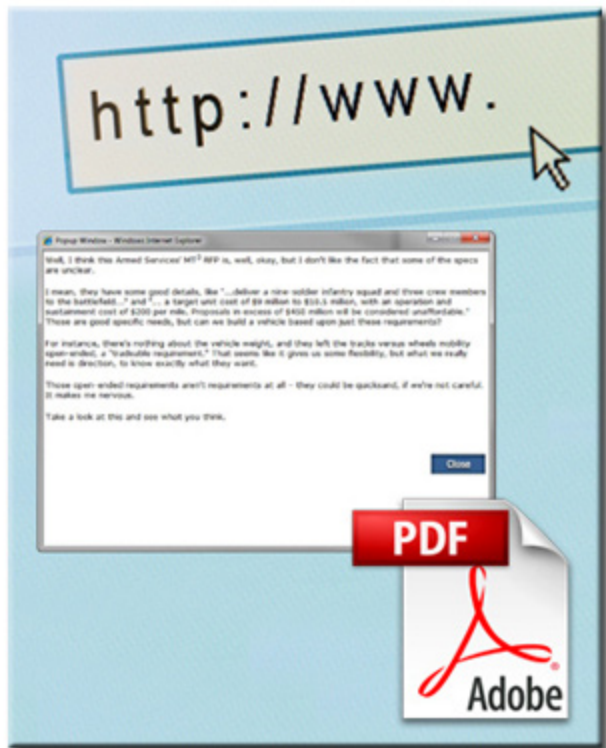 http://www.
Popup Window - Windows Internet Explorer
Well, I think this Armed Services' MT³ RFP is, well, okay, but I don't like the fact that some of the specs
are unclear.
I mean, they have some good details, like "...deliver a nine-soldier infantry squad and three crew members
to the battlefield..." and "... a target unit cost of $9 million to $10.5 million, with an operation and
sustainment cost of $200 per mile. Proposals in excess of $450 million will be considered unaffordable."
Those are good specific needs, but can we build a vehicle based upon just these requirements?
For instance, there's nothing about the vehicle weight, and they left the tracks versus wheels mobility
open-ended, a "tradeable requirement." That seems like it gives us some flexibility, but what we really
need is direction, to know exactly what they want.
Those open-ended requirements aren't requirements at all - they could be quicksand, if we're not careful.
It makes me nervous.
Take a look at this and see what you think.
Close
PDF
Adobe